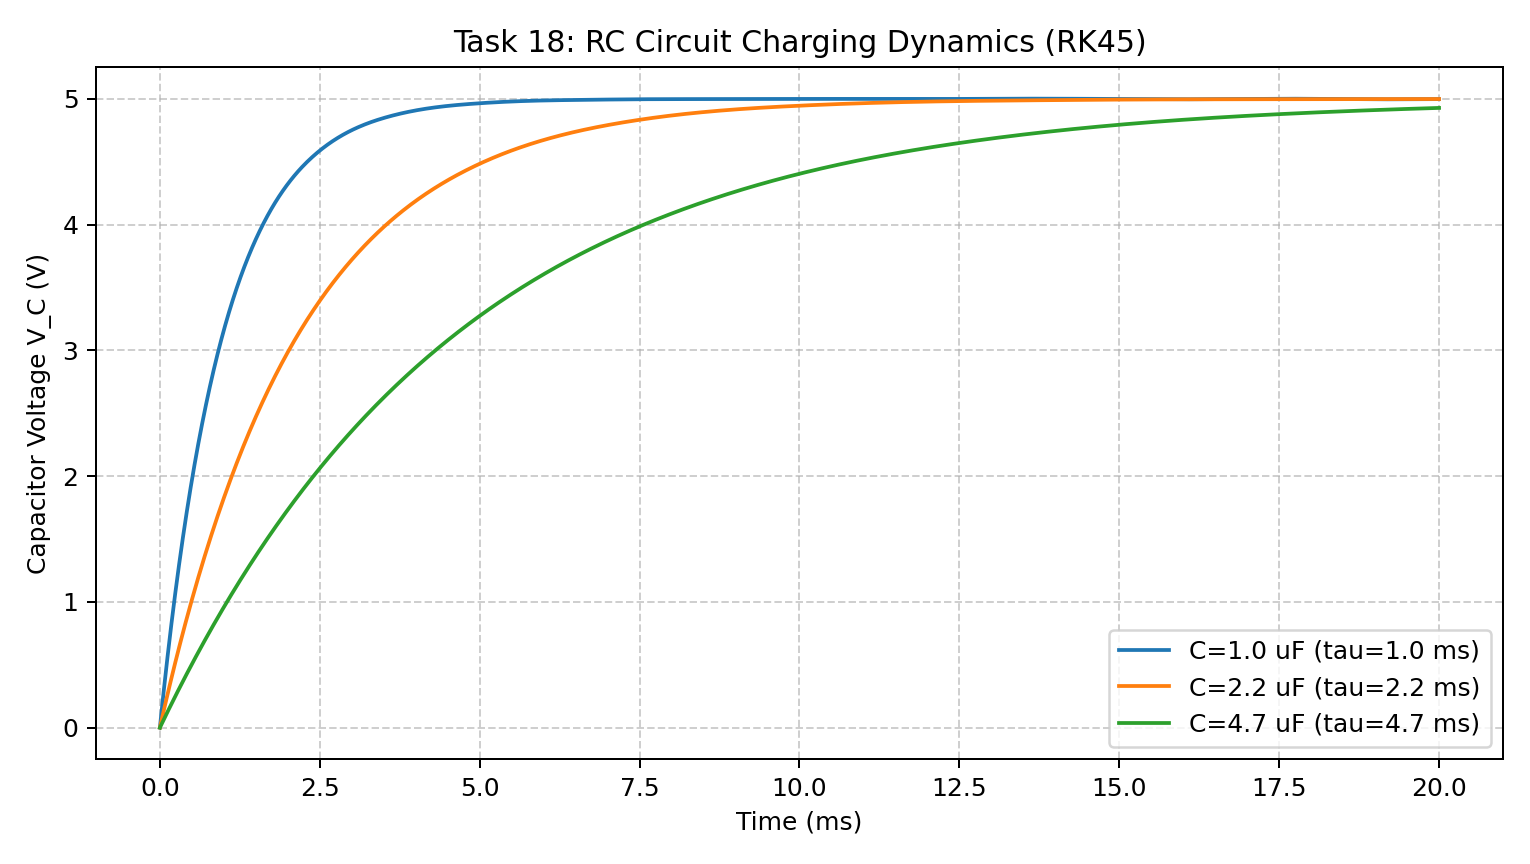 Task 18: RC Circuit Charging Dynamics (RK45)
Capacitor Voltage V_C (V)
5
4
3
2
1
0
C=1.0 uF (tau=1.0 ms)
C=2.2 uF (tau=2.2 ms)
C=4.7 uF (tau=4.7 ms)
0.0 2.5 5.0 7.5 10.0 12.5 15.0 17.5 20.0
Time (ms)